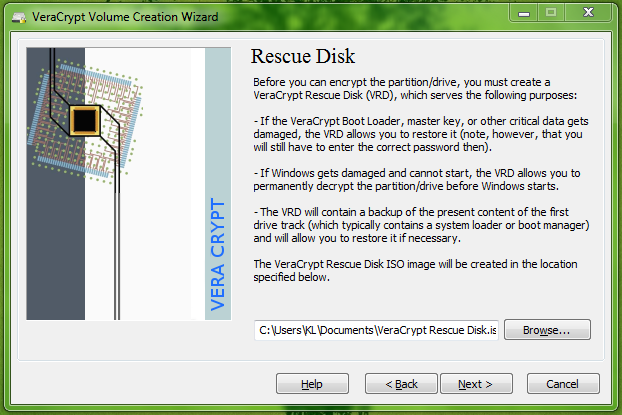 VeraCrypt Volume Creation Wizard
Rescue Disk
Before you can encrypt the partition/drive, you must create a
VeraCrypt Rescue Disk (VRD), which serves the following purposes:
- If the VeraCrypt Boot Loader, master key, or other critical data gets
damaged, the VRD allows you to restore it (note, however, that you
will still have to enter the correct password then).
- If Windows gets damaged and cannot start, the VRD allows you to
permanently decrypt the partition/drive before Windows starts.
- The VRD will contain a backup of the present content of the first
drive track (which typically contains a system loader or boot manager)
and will allow you to restore it if necessary.
The VeraCrypt Rescue Disk ISO image will be created in the location
specified below.
VERA CRYPT
C:\Users\KL\Documents\VeraCrypt Rescue Disk.is
Browse...
Help
< Back
Next >
Cancel